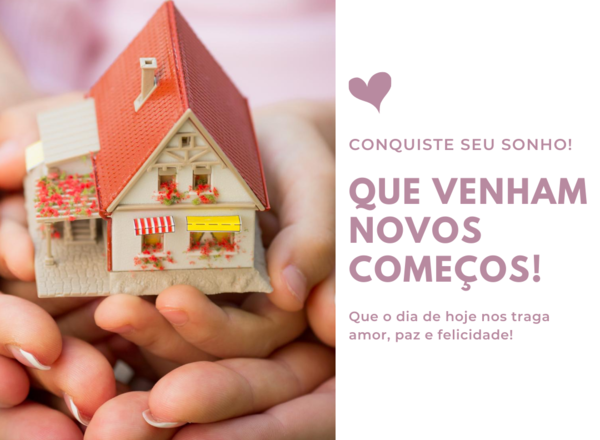 CONQUISTE SEU SONHO!
QUE VENHAM
NOVOS
COMEÇOS!
Que o dia de hoje nos traga
amor, paz e felicidade!